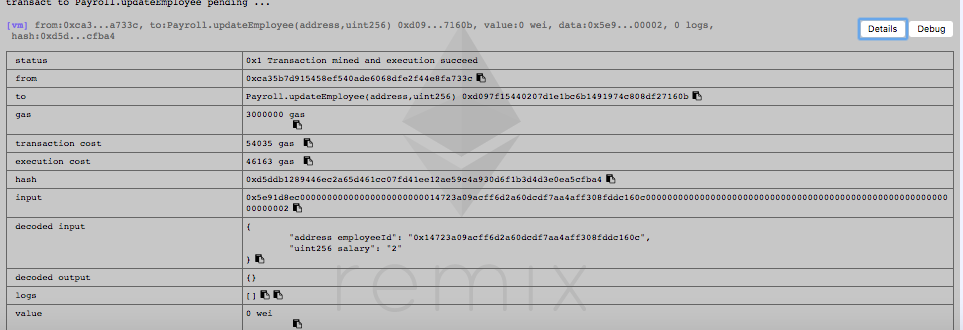 transact to Payroll.updateEmployee pending ...
[vm] from:0xca3...a733c, to:Payroll.updateEmployee(address,uint256) 0xd09...7160b, value:0 wei, data:0x5e9...00002, 0 logs,
hash:0xd5d...cfba4
Details
Debug
status 0x1 Transaction mined and execution succeed
from 0xca35b7d915458ef540ade6068dfe2f44e8fa733c
to Payroll.updateEmployee(address,uint256) 0xd097f15440207d1e1bc6b1491974c808df27160b
gas 3000000 gas
transaction cost 54035 gas
execution cost 46163 gas
hash 0xd5ddb1289446ec2a65d461cc07fd41ee12ae59c4a930d6f1b3d4d3e0ea5cfba4
input 0x5e91d8ec00000000000000000000000014723a09acff6d2a60dcdf7aa4aff308fddc160c00000000000000000000000000000000000000000000000000000
00000000002
decoded input {
"address employeeId": "0x14723a09acff6d2a60dcdf7aa4aff308fddc160c",
"uint256 salary": "2"
}
decoded output {}
logs []
value 0 wei
remix